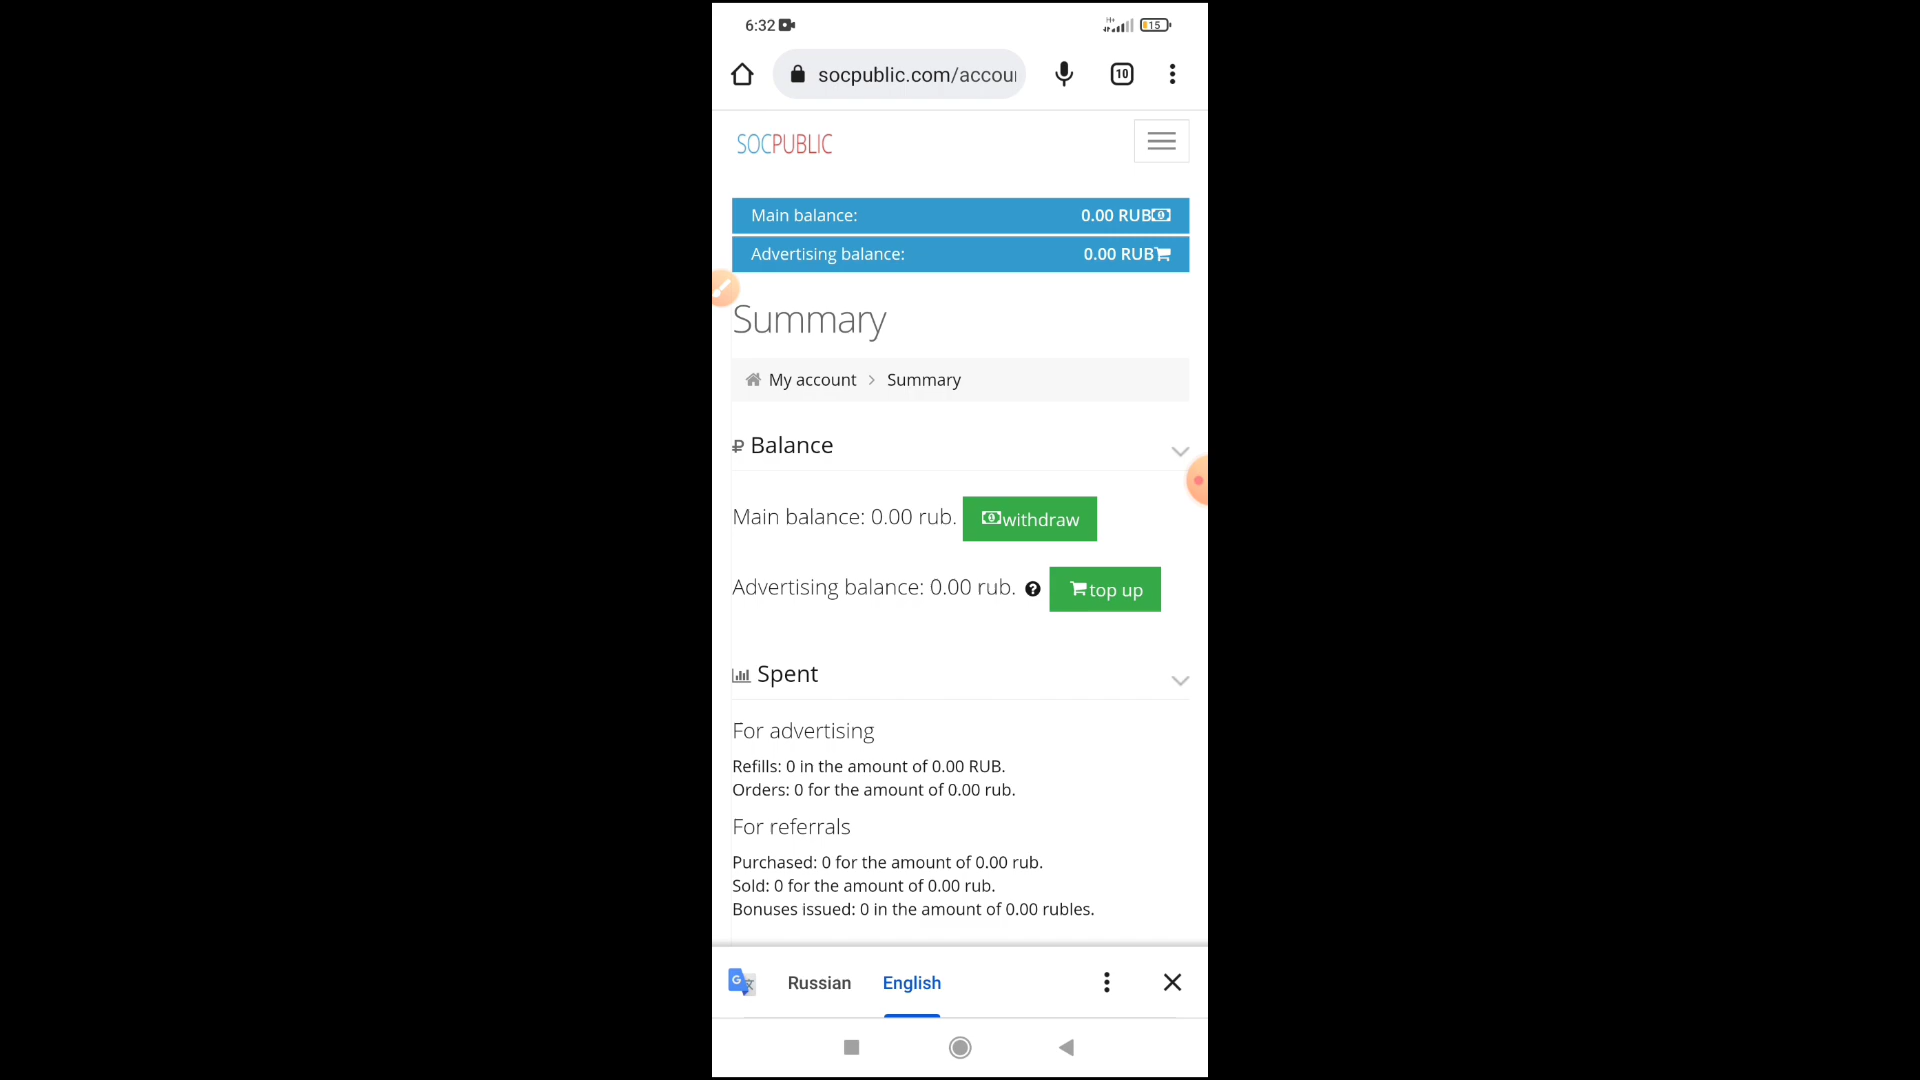 6:32
H+
15
socpublic.com/accour
10
SOCPUBLIC
Main balance: 0.00 RUB
Advertising balance: 0.00 RUB
Summary
My account > Summary
₽ Balance
Main balance: 0.00 rub. withdraw
Advertising balance: 0.00 rub. ? top up
Spent
For advertising
Refills: 0 in the amount of 0.00 RUB.
Orders: 0 for the amount of 0.00 rub.
For referrals
Purchased: 0 for the amount of 0.00 rub.
Sold: 0 for the amount of 0.00 rub.
Bonuses issued: 0 in the amount of 0.00 rubles.
G 文 Russian English